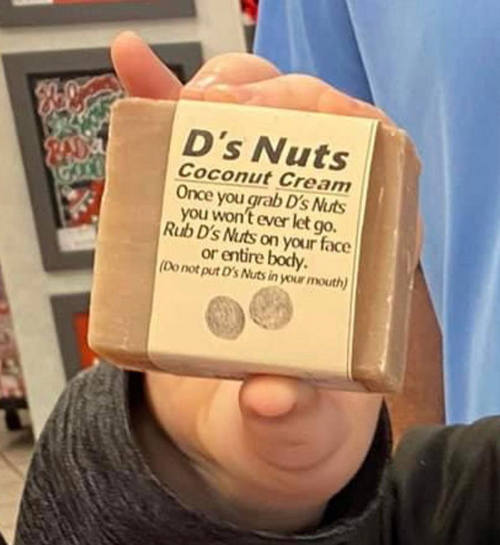 D's Nuts
Coconut Cream
Once you grab D's Nuts
you won't ever let go.
Rub D's Nuts on your face
or entire body.
(Do not put D's Nuts in your mouth)